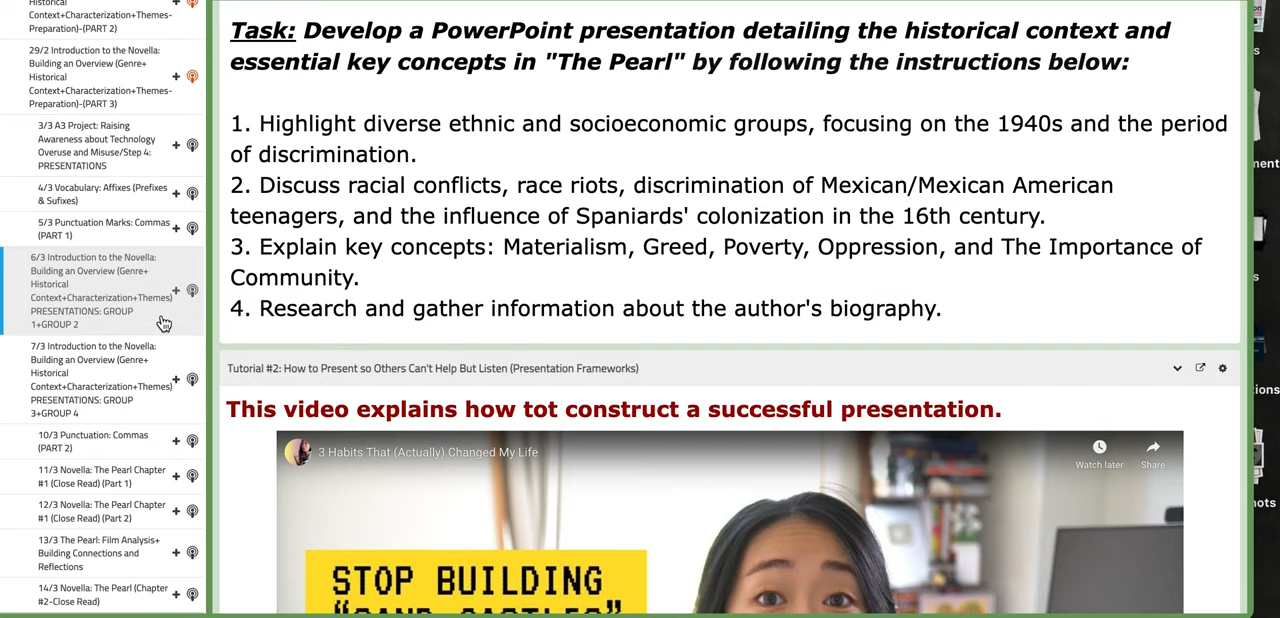 Historical
Context+Characterization+Themes-
Preparation)-(PART 2)
29/2 Introduction to the Novella:
Building an Overview (Genre+
Historical
Context+Characterization+Themes-
Preparation)-(PART 3)
3/3 A3 Project: Raising
Awareness about Technology
Overuse and Misuse/Step 4:
PRESENTATIONS
4/3 Vocabulary: Affixes (Prefixes
& Sufixes)
5/3 Punctuation Marks: Commas
(PART 1)
6/3 Introduction to the Novella:
Building an Overview (Genre+
Historical
Context+Characterization+Themes)
PRESENTATIONS: GROUP
1+GROUP 2
7/3 Introduction to the Novella:
Building an Overview (Genre+
Historical
Context+Characterization+Themes)
PRESENTATIONS: GROUP
3+GROUP 4
10/3 Punctuation: Commas
(PART 2)
11/3 Novella: The Pearl Chapter
#1 (Close Read) (Part 1)
12/3 Novella: The Pearl Chapter
#1 (Close Read) (Part 2)
13/3 The Pearl: Film Analysis+
Building Connections and
Reflections
14/3 Novella: The Pearl (Chapter
#2-Close Read)
Task: Develop a PowerPoint presentation detailing the historical context and
essential key concepts in "The Pearl" by following the instructions below:
1. Highlight diverse ethnic and socioeconomic groups, focusing on the 1940s and the period
of discrimination.
2. Discuss racial conflicts, race riots, discrimination of Mexican/Mexican American
teenagers, and the influence of Spaniards' colonization in the 16th century.
3. Explain key concepts: Materialism, Greed, Poverty, Oppression, and The Importance of
Community.
4. Research and gather information about the author's biography.
Tutorial #2: How to Present so Others Can't Help But Listen (Presentation Frameworks)
This video explains how tot construct a successful presentation.
3 Habits That (Actually) Changed My Life
Watch later
Share
STOP BUILDING
"SAND CASTLES"